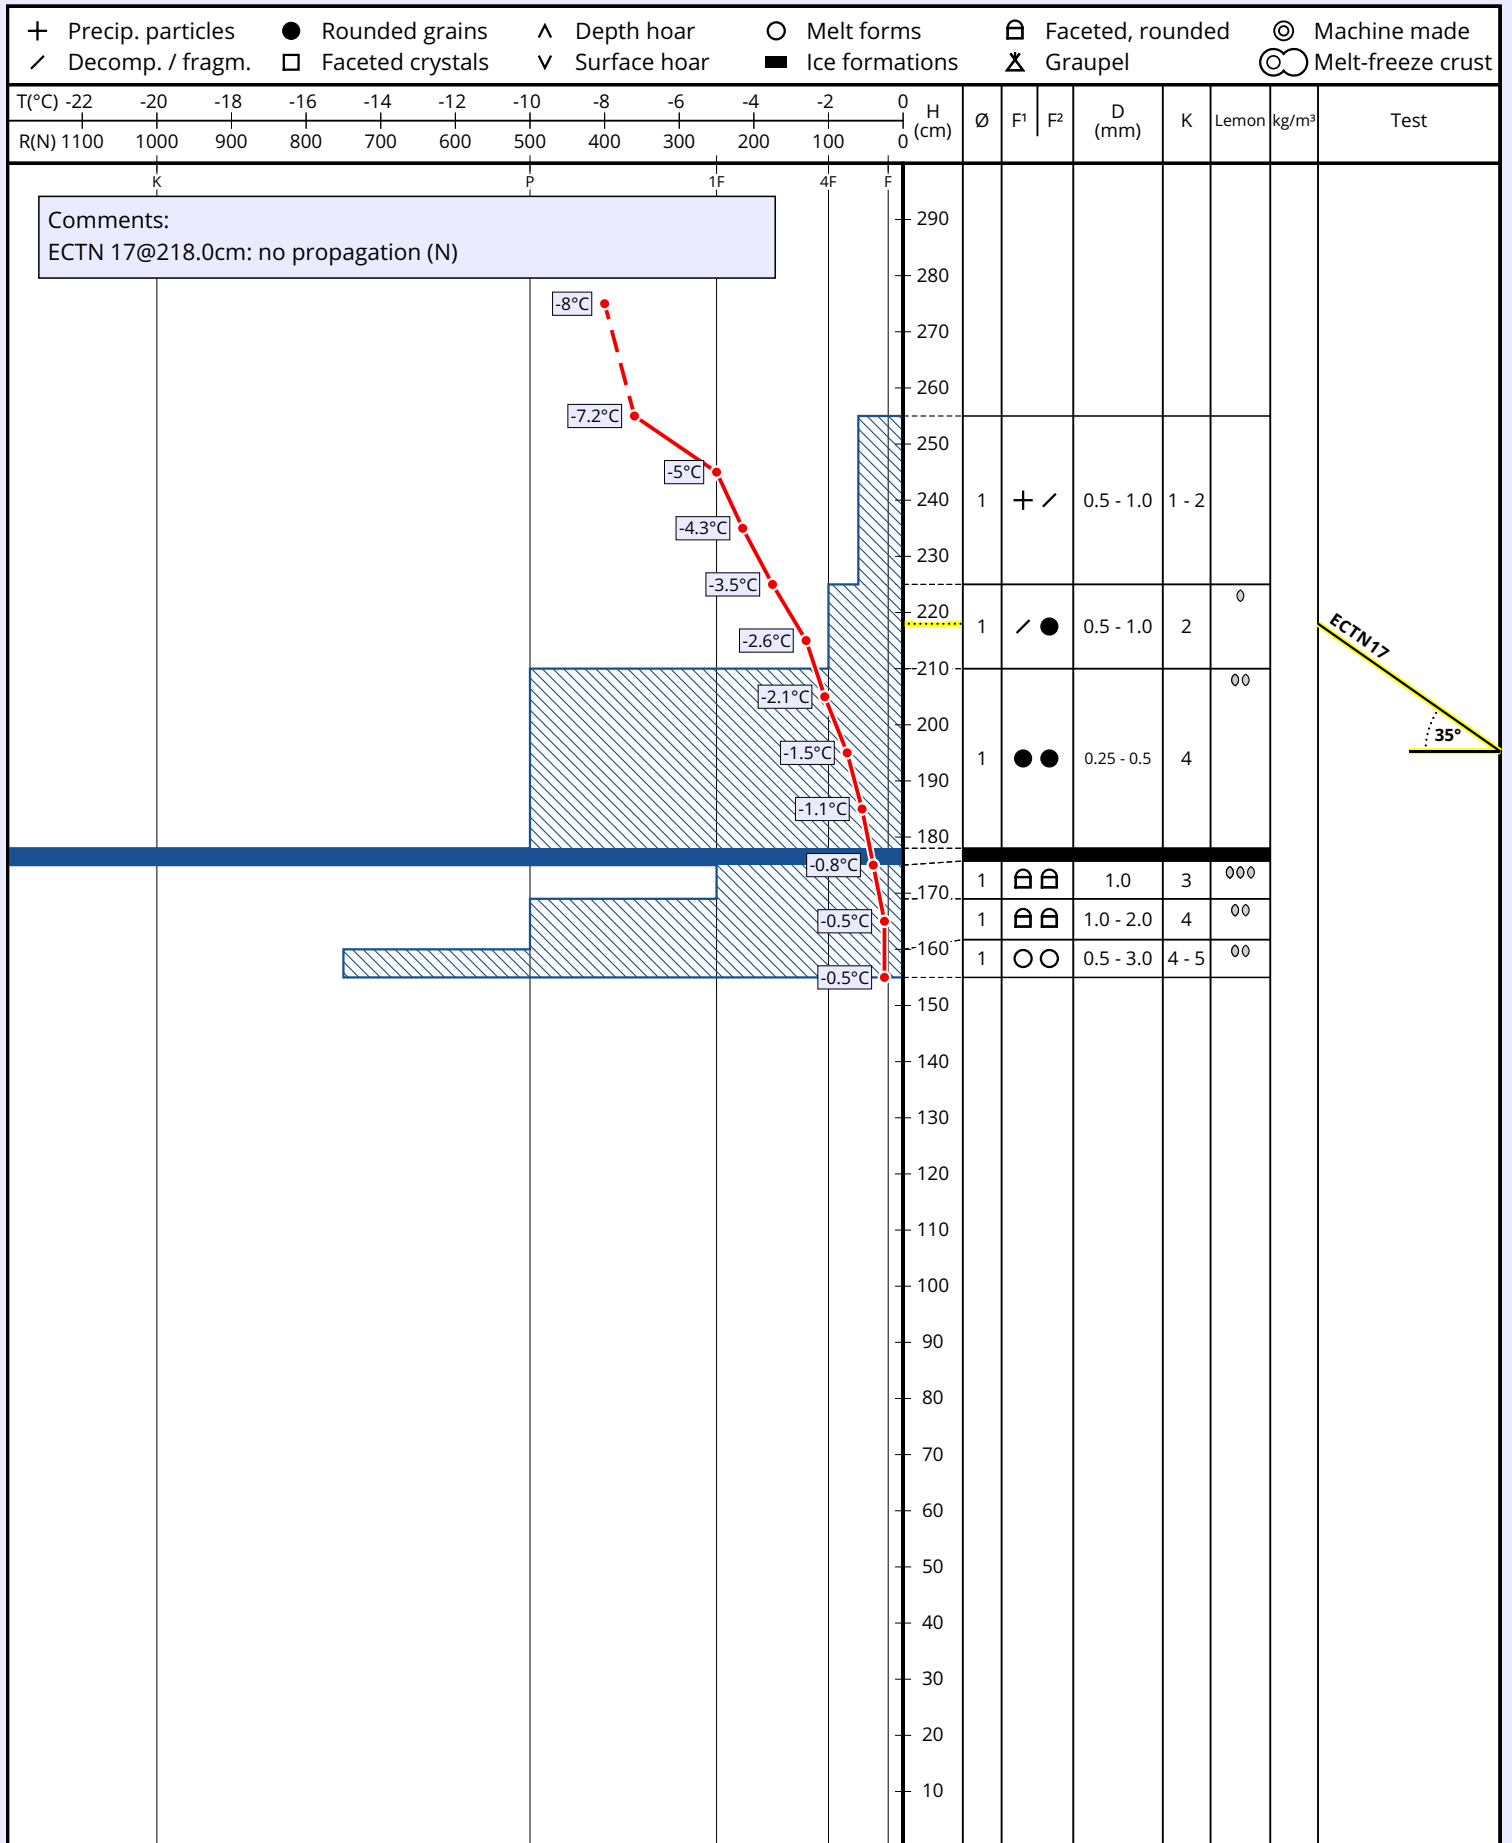 Precip. particles Rounded grains Depth hoar Melt forms Faceted, rounded Machine made
Decomp. / fragm. Faceted crystals Surface hoar Ice formations Graupel Melt-freeze crust
T(°C) -22 -20 -18 -16 -14 -12 -10 -8 -6 -4 -2 0
R(N) 1100 1000 900 800 700 600 500 400 300 200 100 0
H (cm) Ø F¹ F² D (mm) K Lemon kg/m³ Test
K P 1F 4F F
Comments:
ECTN 17@218.0cm: no propagation (N)
290
280
-8°C
270
260
-7.2°C
250
-5°C
240 1 0.5 - 1.0 1 - 2
-4.3°C
230
-3.5°C
220
1 0.5 - 1.0 2
ECTN17
-2.6°C
210
-2.1°C
200
35°
-1.5°C
1 0.25 - 0.5 4
190
-1.1°C
180
-0.8°C
1 1.0 3
170
-0.5°C
1 1.0 - 2.0 4
160
1 0.5 - 3.0 4 - 5
-0.5°C
150
140
130
120
110
100
90
80
70
60
50
40
30
20
10